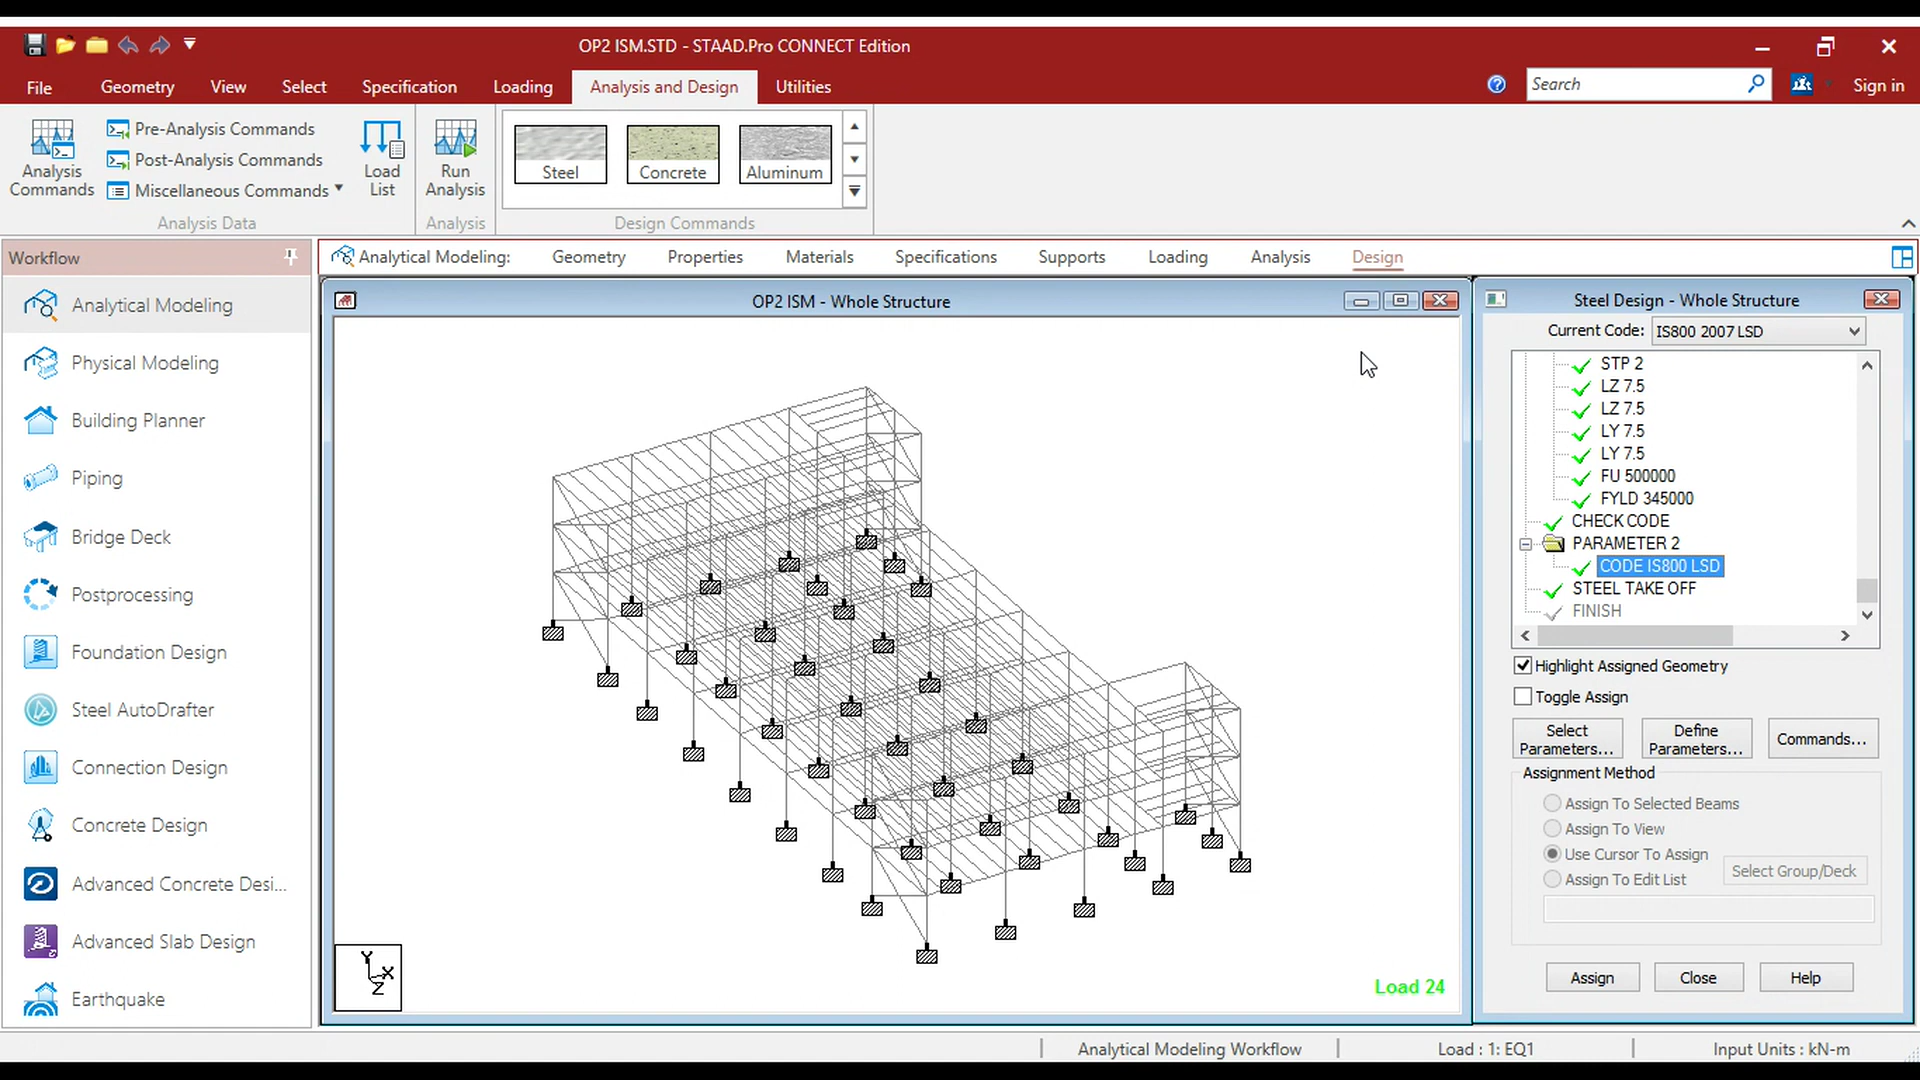 OP2 ISM.STD - STAAD.Pro CONNECT Edition
File Geometry View Select Specification Loading Analysis and Design Utilities Search Sign in
Analysis Commands
Pre-Analysis Commands
Post-Analysis Commands
Miscellaneous Commands
Load List
Run Analysis
Steel Concrete Aluminum
Analysis Data Analysis Design Commands
Workflow
Analytical Modeling
Physical Modeling
Building Planner
Piping
Bridge Deck
Postprocessing
Foundation Design
Steel AutoDrafter
Connection Design
Concrete Design
Advanced Concrete Desi...
Advanced Slab Design
Earthquake
Analytical Modeling: Geometry Properties Materials Specifications Supports Loading Analysis Design
OP2 ISM - Whole Structure
Y
X
Z
Load 24
Steel Design - Whole Structure
Current Code: IS800 2007 LSD
STP 2
LZ 7.5
LZ 7.5
LY 7.5
LY 7.5
FU 500000
FYLD 345000
CHECK CODE
PARAMETER 2
CODE IS800 LSD
STEEL TAKE OFF
FINISH
Highlight Assigned Geometry
Toggle Assign
Select Parameters...
Define Parameters...
Commands...
Assignment Method
Assign To Selected Beams
Assign To View
Use Cursor To Assign
Assign To Edit List
Select Group/Deck
Assign Close Help
Analytical Modeling Workflow Load : 1: EQ1 Input Units : kN-m